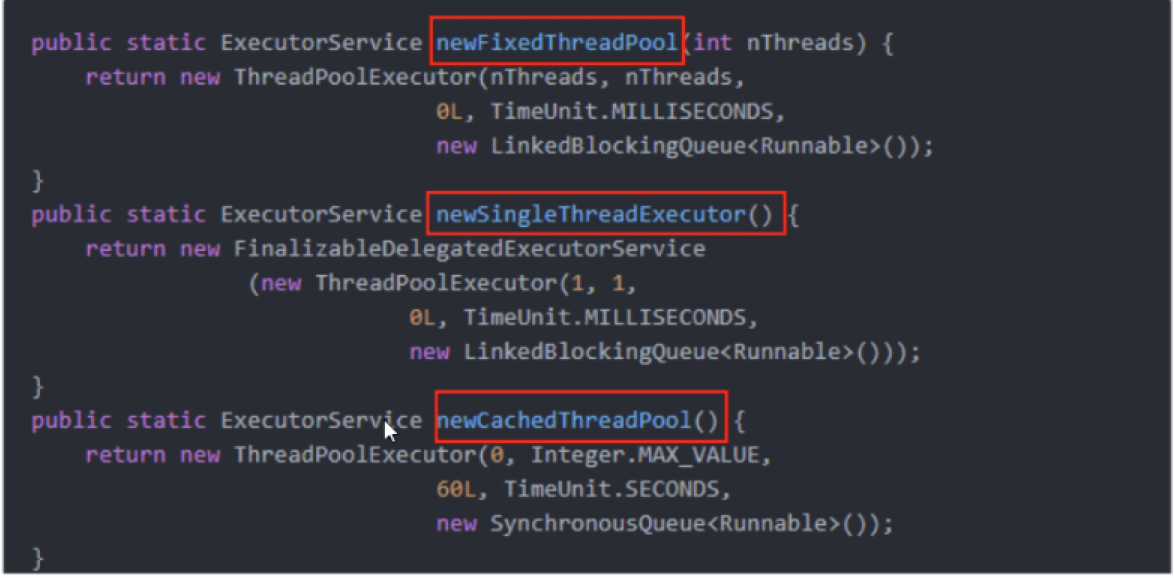 public static ExecutorService newFixedThreadPool(int nThreads) {
    return new ThreadPoolExecutor(nThreads, nThreads,
                                  0L, TimeUnit.MILLISECONDS,
                                  new LinkedBlockingQueue<Runnable>());
}
public static ExecutorService newSingleThreadExecutor() {
    return new FinalizableDelegatedExecutorService
                (new ThreadPoolExecutor(1, 1,
                                0L, TimeUnit.MILLISECONDS,
                                new LinkedBlockingQueue<Runnable>()));
}
public static ExecutorService newCachedThreadPool() {
    return new ThreadPoolExecutor(0, Integer.MAX_VALUE,
                                  60L, TimeUnit.SECONDS,
                                  new SynchronousQueue<Runnable>());
}